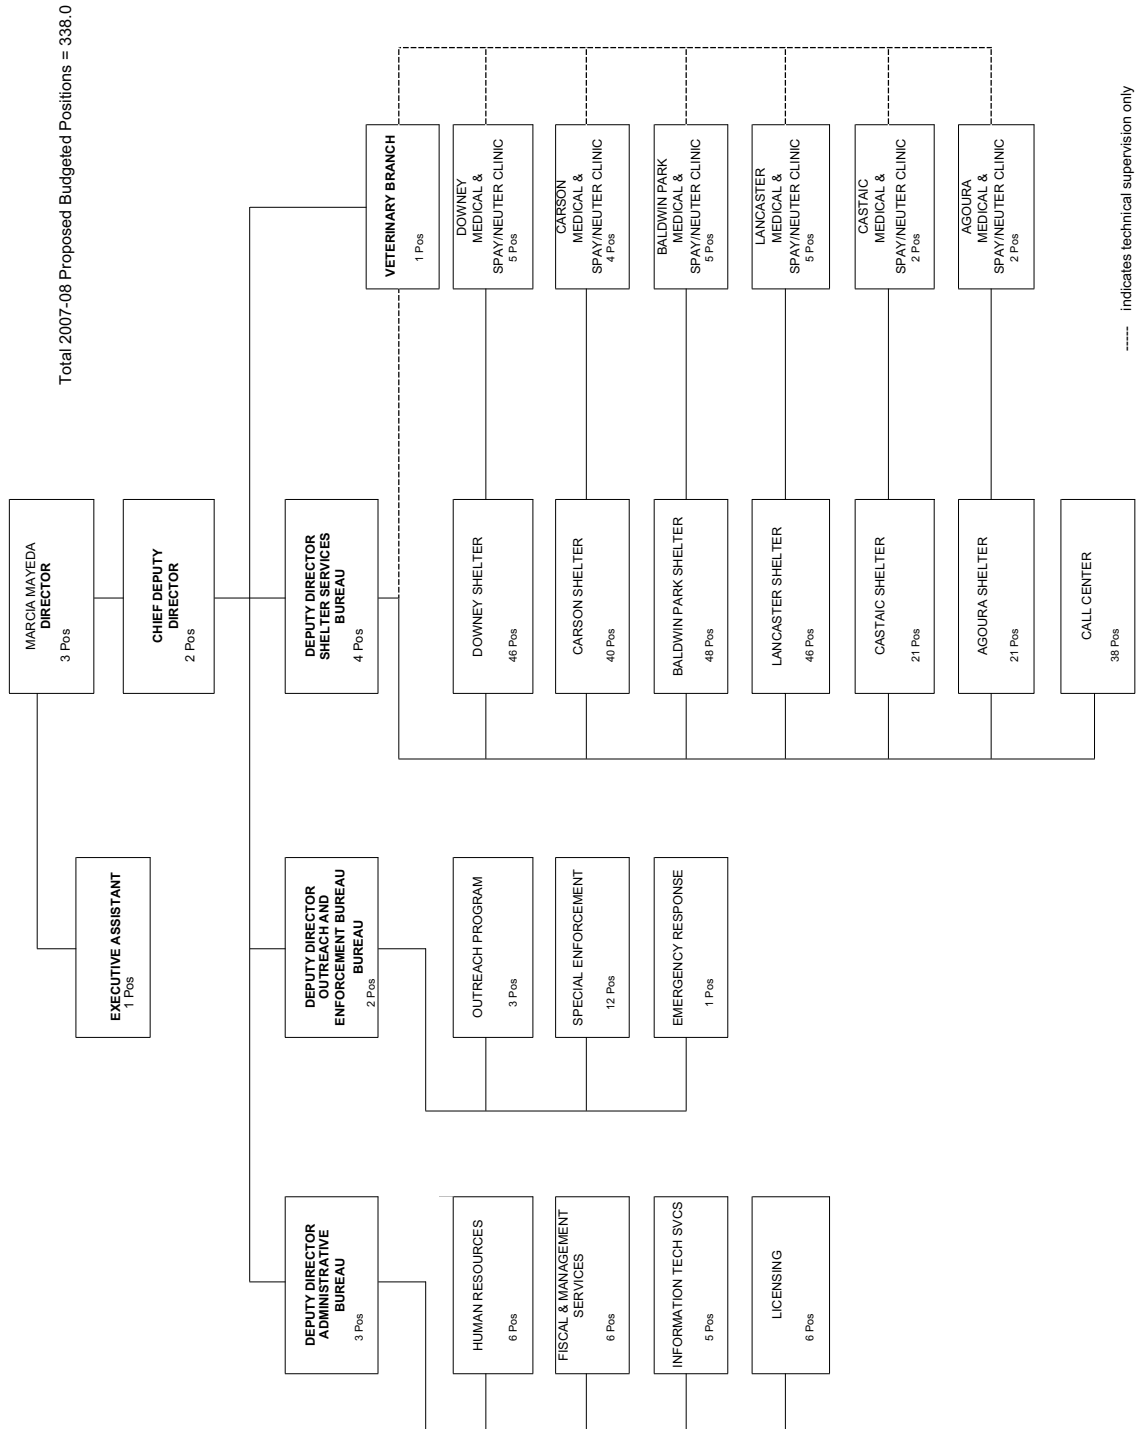 Total 2007-08 Proposed Budgeted Positions = 338.0
MARCIA MAYEDA
DIRECTOR
3 Pos
EXECUTIVE ASSISTANT
1 Pos
CHIEF DEPUTY
DIRECTOR
2 Pos
DEPUTY DIRECTOR
ADMINISTRATIVE
BUREAU
3 Pos
HUMAN RESOURCES
6 Pos
FISCAL & MANAGEMENT
SERVICES
6 Pos
INFORMATION TECH SVCS
5 Pos
LICENSING
6 Pos
DEPUTY DIRECTOR
OUTREACH AND
ENFORCEMENT BUREAU
BUREAU
2 Pos
OUTREACH PROGRAM
3 Pos
SPECIAL ENFORCEMENT
12 Pos
EMERGENCY RESPONSE
1 Pos
DEPUTY DIRECTOR
SHELTER SERVICES
BUREAU
4 Pos
DOWNEY SHELTER
46 Pos
CARSON SHELTER
40 Pos
BALDWIN PARK SHELTER
48 Pos
LANCASTER SHELTER
46 Pos
CASTAIC SHELTER
21 Pos
AGOURA SHELTER
21 Pos
CALL CENTER
38 Pos
VETERINARY BRANCH
1 Pos
DOWNEY
MEDICAL &
SPAY/NEUTER CLINIC
5 Pos
CARSON
MEDICAL &
SPAY/NEUTER CLINIC
4 Pos
BALDWIN PARK
MEDICAL &
SPAY/NEUTER CLINIC
5 Pos
LANCASTER
MEDICAL &
SPAY/NEUTER CLINIC
5 Pos
CASTAIC
MEDICAL &
SPAY/NEUTER CLINIC
2 Pos
AGOURA
MEDICAL &
SPAY/NEUTER CLINIC
2 Pos
----- indicates technical supervision only